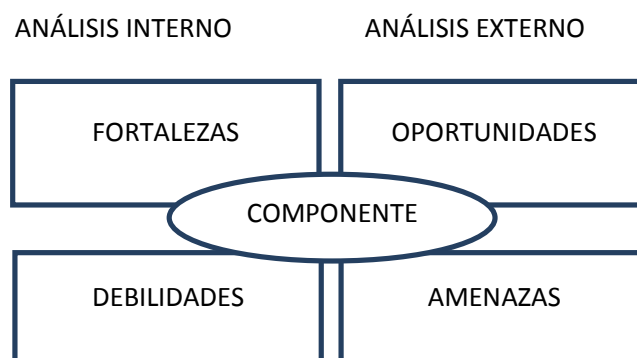 ANÁLISIS INTERNO
ANÁLISIS EXTERNO
FORTALEZAS
OPORTUNIDADES
COMPONENTE
DEBILIDADES
AMENAZAS